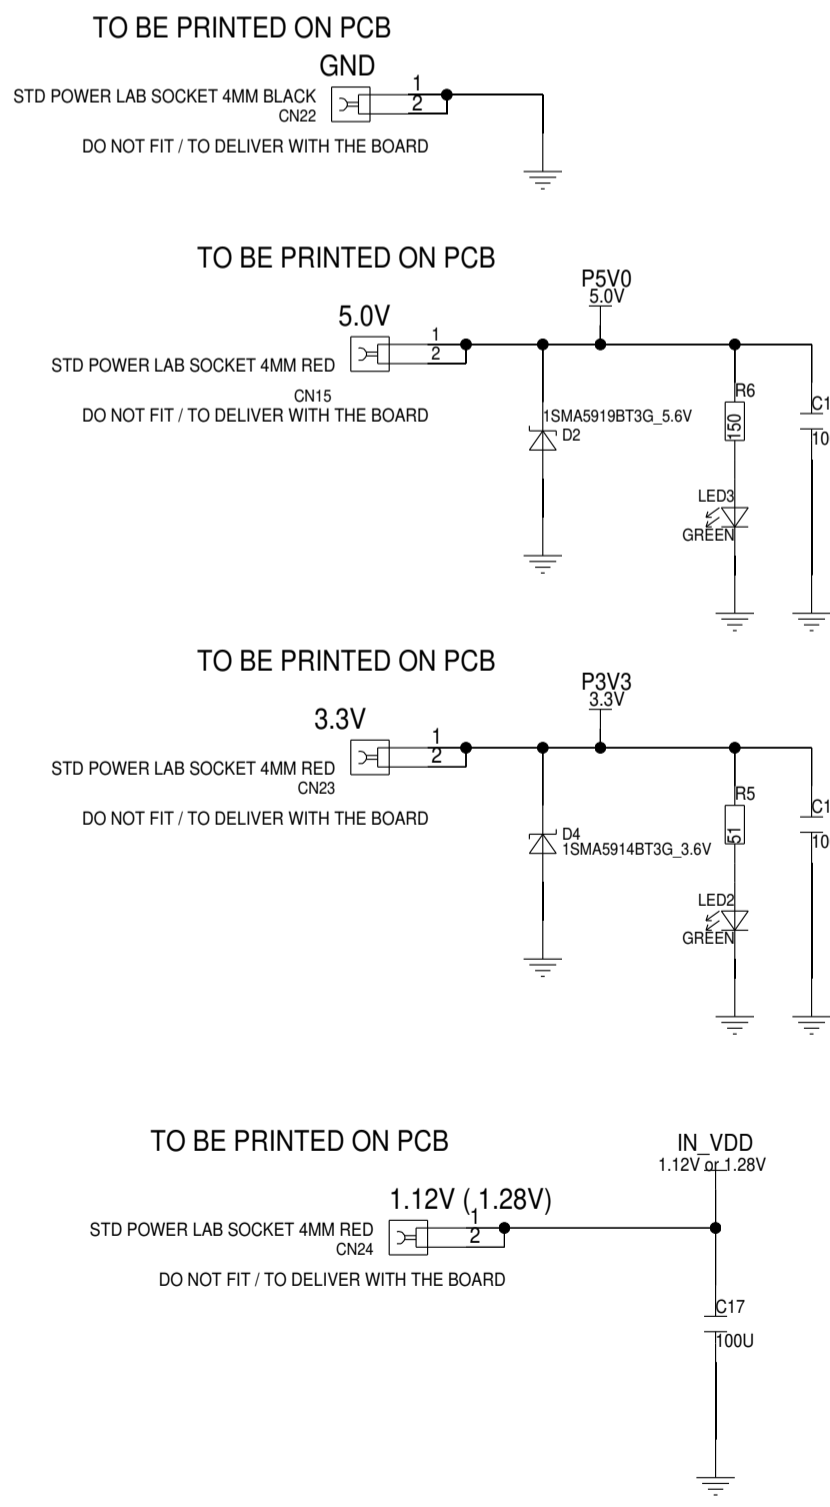 TO BE PRINTED ON PCB
GND
STD POWER LAB SOCKET 4MM BLACK
1
2
CN22
DO NOT FIT / TO DELIVER WITH THE BOARD
TO BE PRINTED ON PCB
P5V0
5.0V
5.0V
1
2
STD POWER LAB SOCKET 4MM RED
CN15
DO NOT FIT / TO DELIVER WITH THE BOARD
1SMA5919BT3G_5.6V
D2
R6
150
C1
10
LED3
GREEN
TO BE PRINTED ON PCB
P3V3
3.3V
3.3V
1
2
STD POWER LAB SOCKET 4MM RED
CN23
DO NOT FIT / TO DELIVER WITH THE BOARD
D4
1SMA5914BT3G_3.6V
R5
51
C1
10
LED2
GREEN
TO BE PRINTED ON PCB
IN_VDD
1.12V or 1.28V
1.12V ( 1.28V)
1
2
STD POWER LAB SOCKET 4MM RED
CN24
DO NOT FIT / TO DELIVER WITH THE BOARD
C17
100U